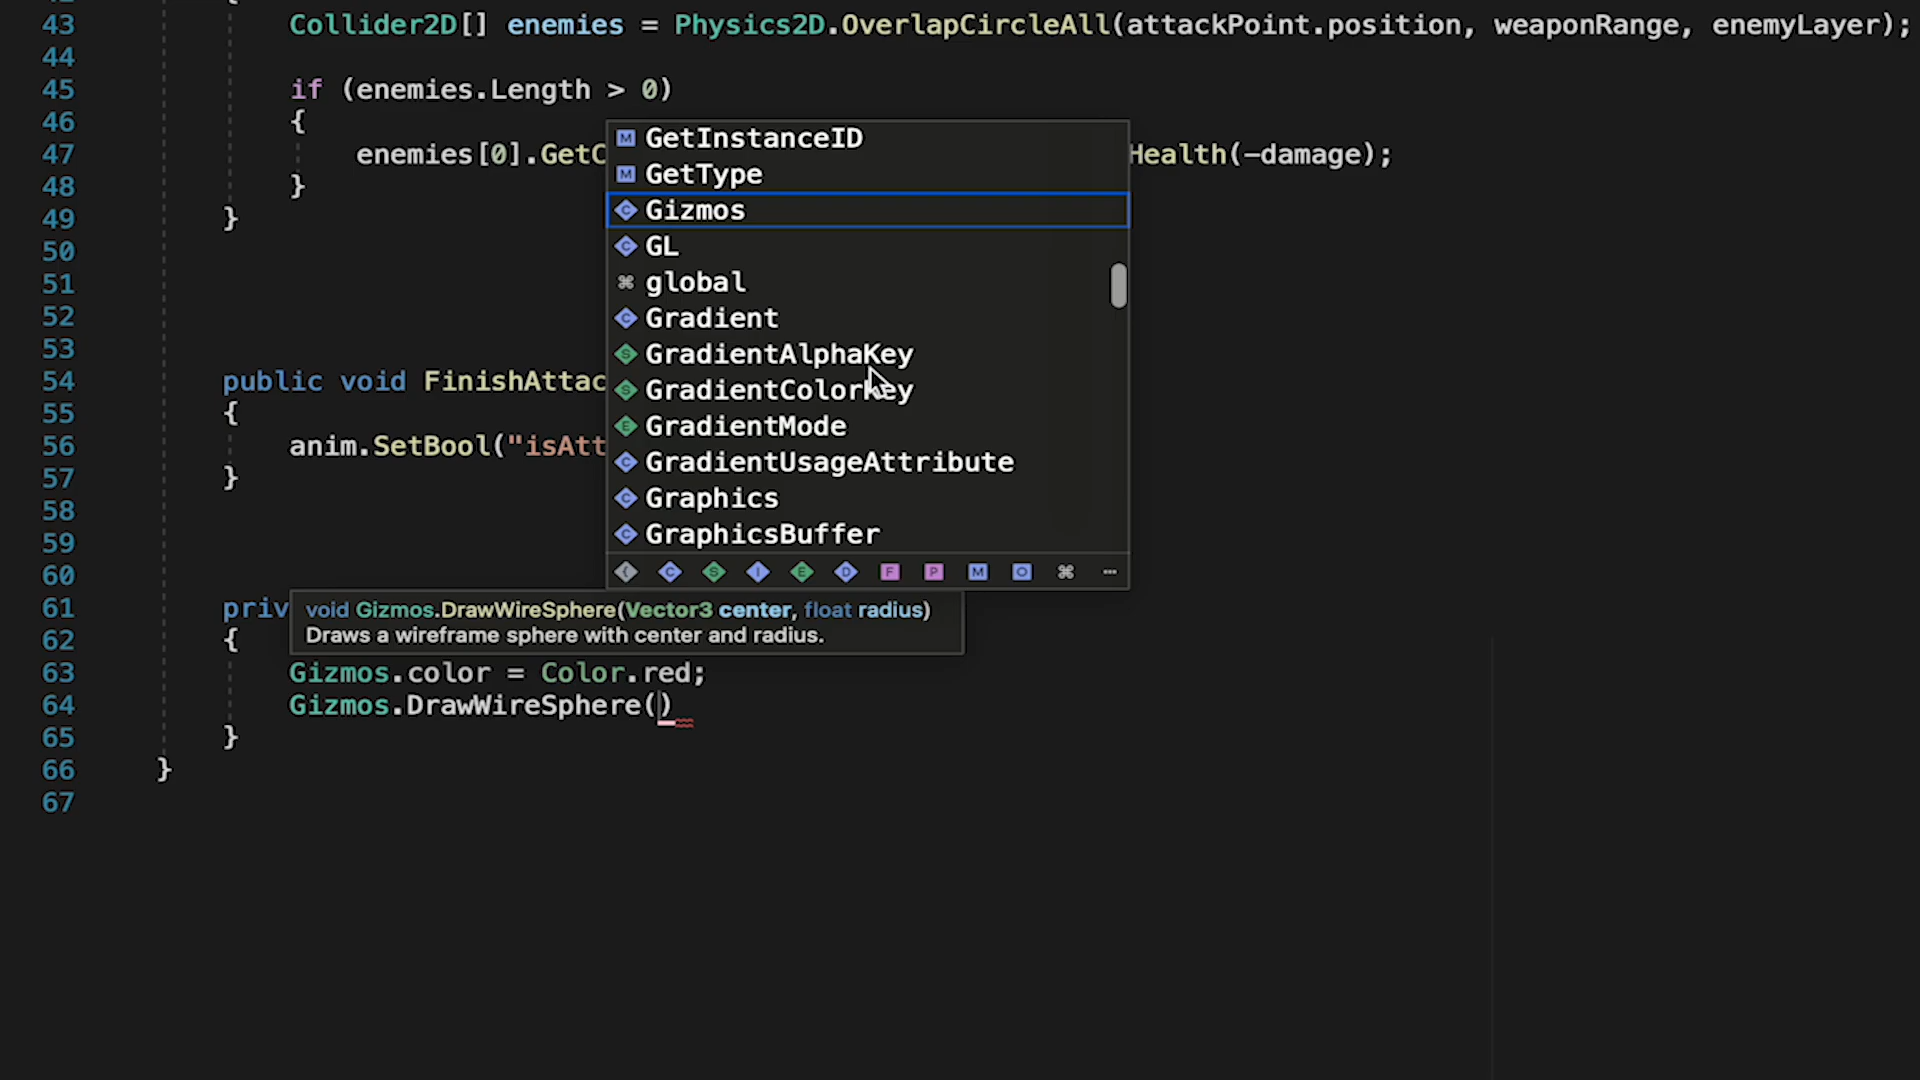 43 Collider2D[] enemies = Physics2D.OverlapCircleAll(attackPoint.position, weaponRange, enemyLayer);
44
45 if (enemies.Length > 0)
46 {
47 enemies[0].GetC Health(-damage);
48 }
49 }
50
51
52
53
54 public void FinishAttac
55 {
56 anim.SetBool("isAtt
57 }
58
59
60
61 priv
62 {
63 Gizmos.color = Color.red;
64 Gizmos.DrawWireSphere()
65 }
66 }
67
GetInstanceID
GetType
Gizmos
GL
global
Gradient
GradientAlphaKey
GradientColorKey
GradientMode
GradientUsageAttribute
Graphics
GraphicsBuffer
void Gizmos.DrawWireSphere(Vector3 center, float radius)
Draws a wireframe sphere with center and radius.